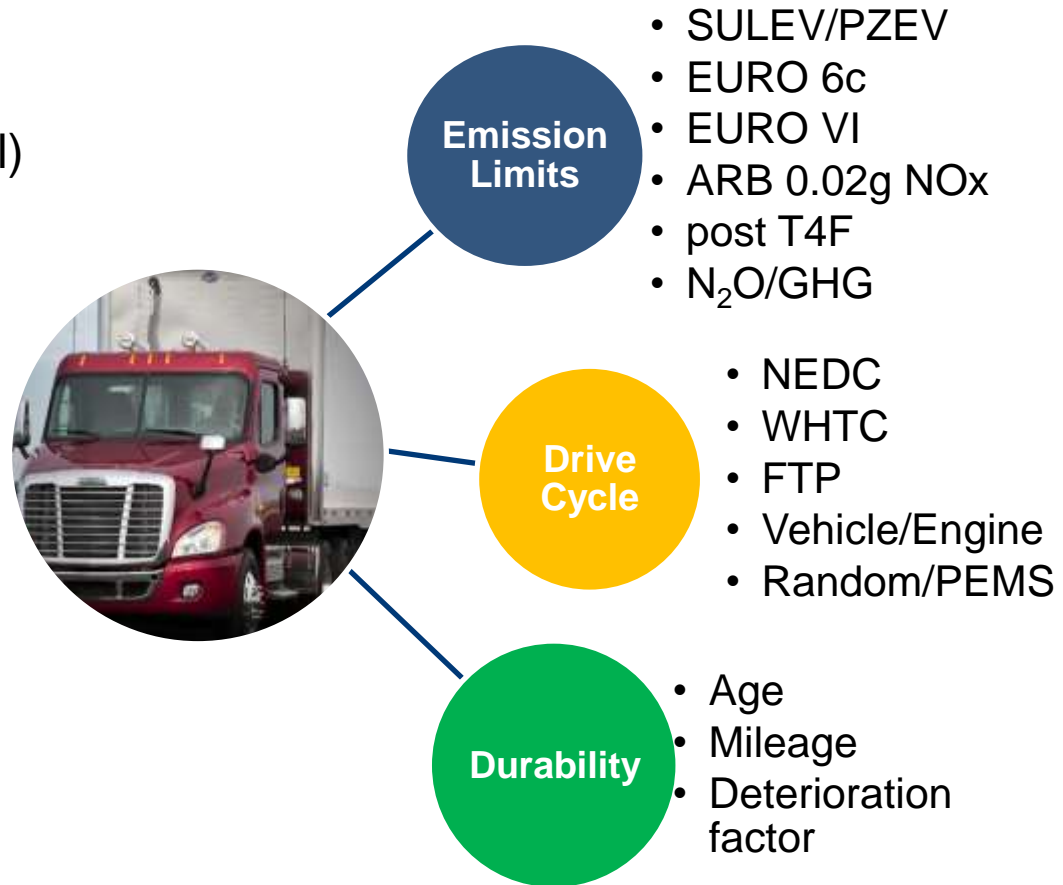 l)
Emission
Limits
• SULEV/PZEV
• EURO 6c
• EURO VI
• ARB 0.02g NOx
• post T4F
• N₂O/GHG
Drive
Cycle
• NEDC
• WHTC
• FTP
• Vehicle/Engine
• Random/PEMS
Durability
• Age
• Mileage
• Deterioration
factor